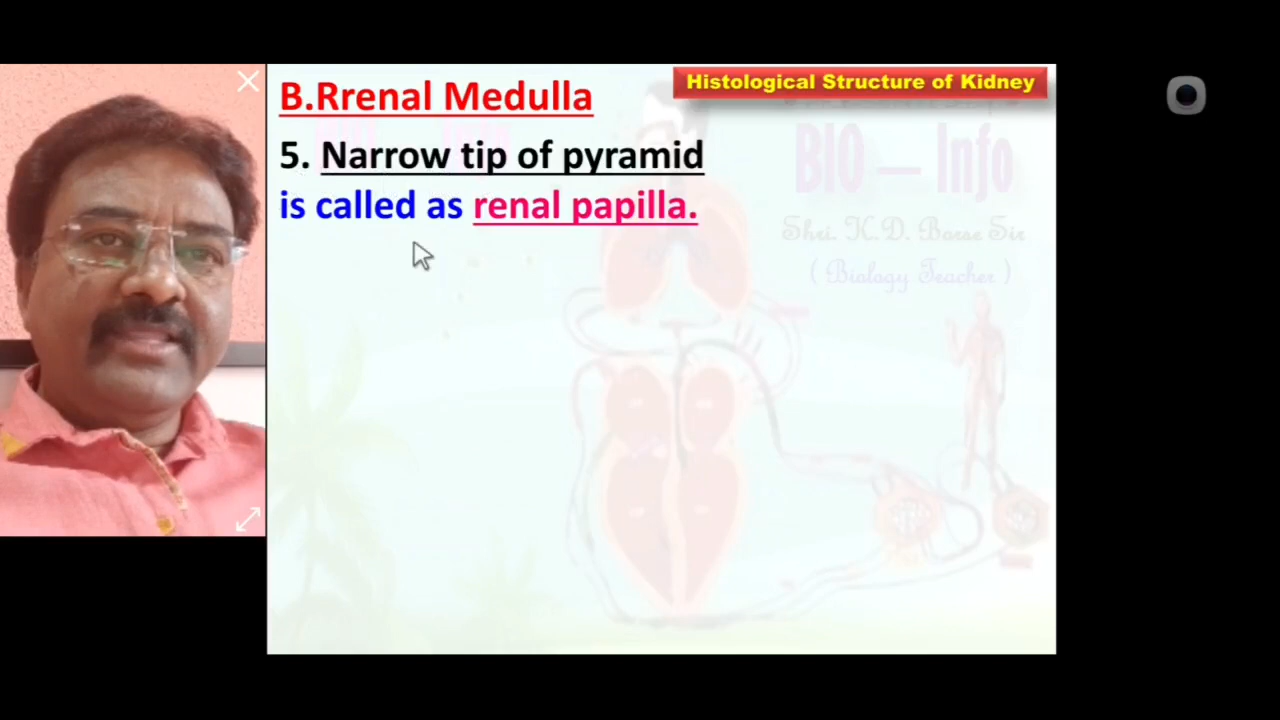 Histological Structure of Kidney
B.Rrenal Medulla
5. Narrow tip of pyramid
is called as renal papilla.
BIO – Info
Shri. K.D. Borse Sir
( Biology Teacher )